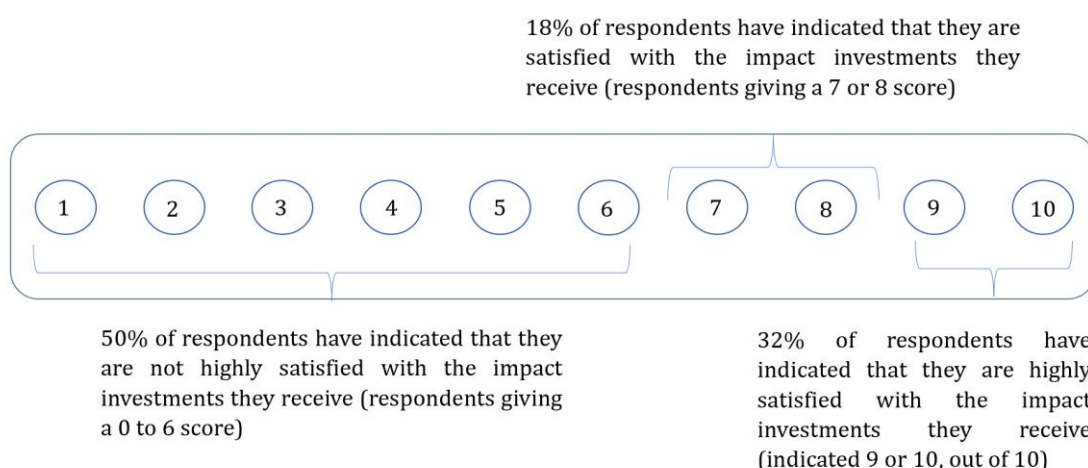 18% of respondents have indicated that they are
satisfied with the impact investments they
receive (respondents giving a 7 or 8 score)
1 2 3 4 5 6 7 8 9 10
50% of respondents have indicated that they
are not highly satisfied with the impact
investments they receive (respondents giving
a 0 to 6 score)
32% of respondents have
indicated that they are highly
satisfied with the impact
investments they receive
(indicated 9 or 10, out of 10)